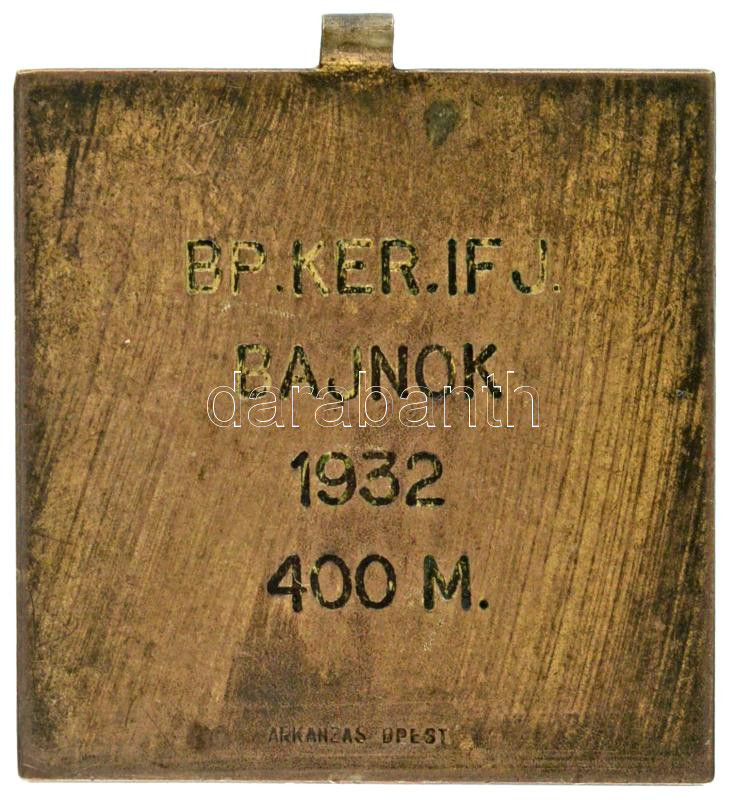 BP.KER.IFJ.
BAJNOK
darabanth
1932
400 M.
ARKANZAS BPEST